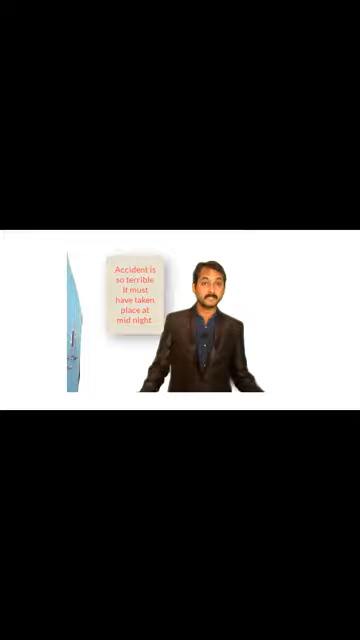 Accident is
so terrible
it must
have taken
place at
mid night